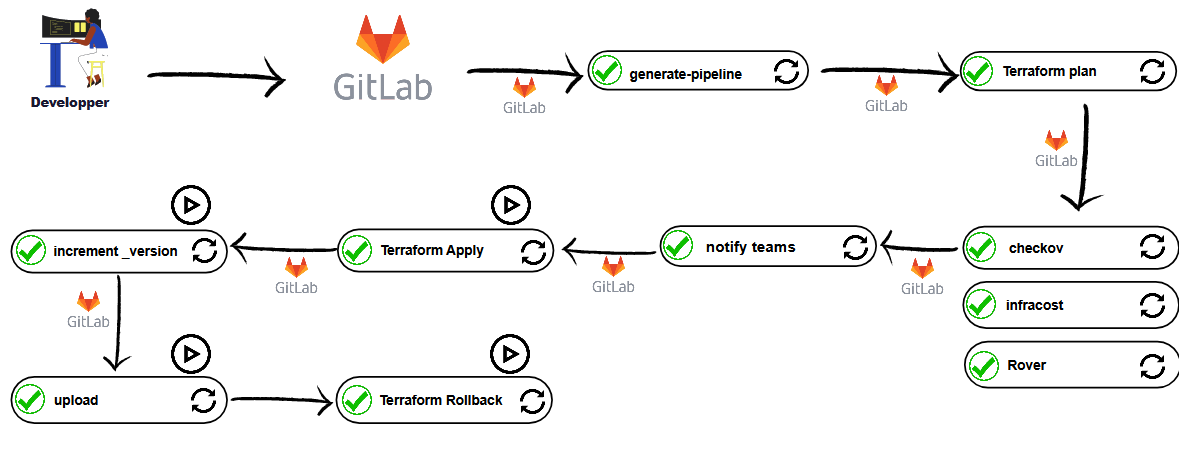 Developper
GitLab
GitLab
generate-pipeline
GitLab
Terraform plan
GitLab
checkov
infracost
Rover
GitLab
notify teams
GitLab
Terraform Apply
GitLab
increment _version
GitLab
upload
Terraform Rollback